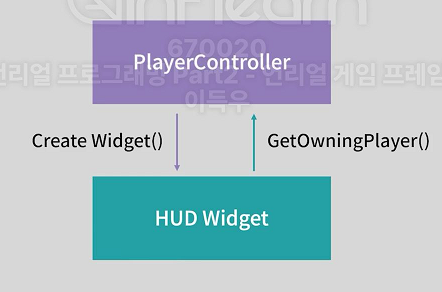 inflearn
670020
언리얼 프로그래밍 Part2 - 언리얼 게임 프레임
이득우
PlayerController
Create Widget()
GetOwningPlayer()
HUD Widget